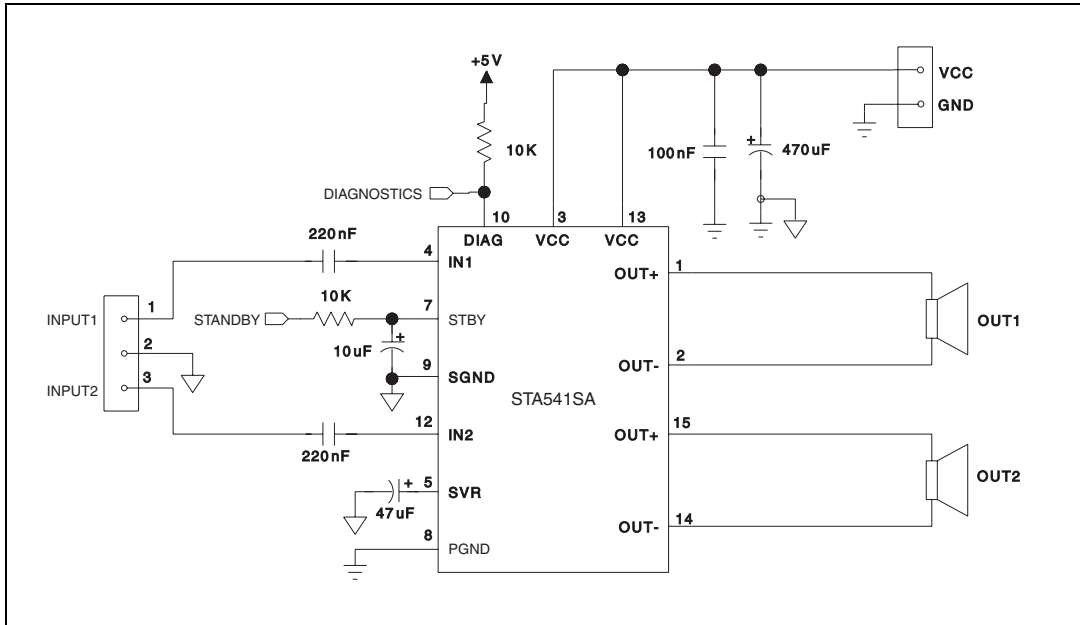 +5V
VCC
GND
10K
100nF
+
470uF
DIAGNOSTICS
10
3
13
220nF
DIAG
VCC
VCC
4
IN1
OUT+
1
10K
1
INPUT1
STANDBY
7
STBY
OUT1
+
2
10uF
9
SGND
OUT-
2
3
INPUT2
STA541SA
12
IN2
OUT+
15
220nF
OUT2
+
5
SVR
47uF
OUT-
14
8
PGND